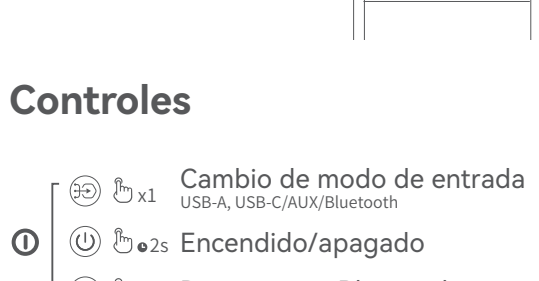 Controles
x1 Cambio de modo de entrada
USB-A, USB-C/AUX/Bluetooth
2s Encendido/apagado